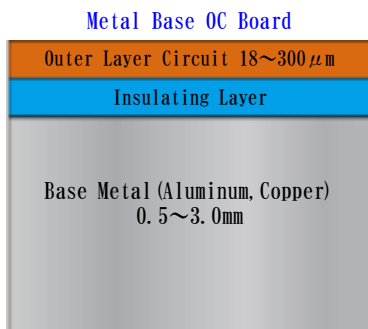 Metal Base OC Board
Outer Layer Circuit 18～300μm
Insulating Layer
Base Metal(Aluminum,Copper)
0.5～3.0mm